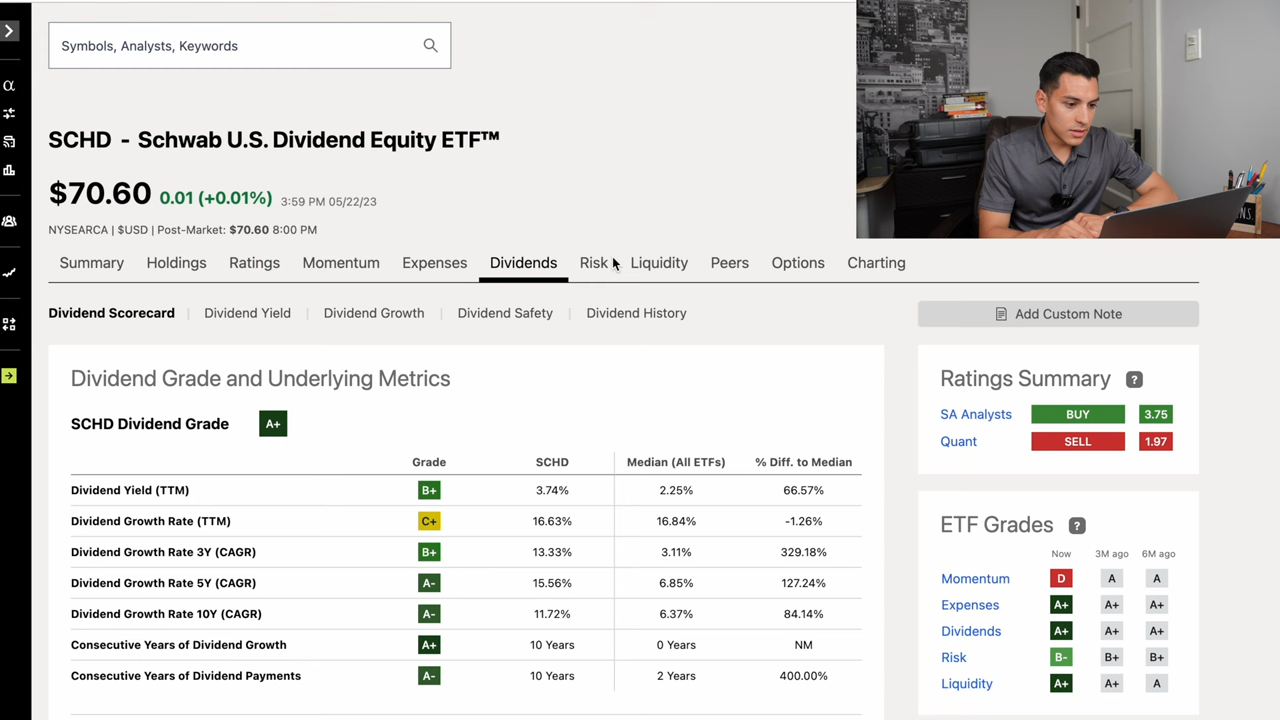 Symbols, Analysts, Keywords
SCHD - Schwab U.S. Dividend Equity ETF™
$70.60 0.01 (+0.01%) 3:59 PM 05/22/23
NYSEARCA | $USD | Post-Market: $70.60 8:00 PM
Summary Holdings Ratings Momentum Expenses Dividends Risk Liquidity Peers Options Charting
Dividend Scorecard Dividend Yield Dividend Growth Dividend Safety Dividend History
Add Custom Note
Dividend Grade and Underlying Metrics
SCHD Dividend Grade A+
Grade SCHD Median (All ETFs) % Diff. to Median
Dividend Yield (TTM) B+ 3.74% 2.25% 66.57%
Dividend Growth Rate (TTM) C+ 16.63% 16.84% -1.26%
Dividend Growth Rate 3Y (CAGR) B+ 13.33% 3.11% 329.18%
Dividend Growth Rate 5Y (CAGR) A- 15.56% 6.85% 127.24%
Dividend Growth Rate 10Y (CAGR) A- 11.72% 6.37% 84.14%
Consecutive Years of Dividend Growth A+ 10 Years 0 Years NM
Consecutive Years of Dividend Payments A- 10 Years 2 Years 400.00%
Ratings Summary ?
SA Analysts BUY 3.75
Quant SELL 1.97
ETF Grades ?
Now 3M ago 6M ago
Momentum D A A
Expenses A+ A+ A+
Dividends A+ A+ A+
Risk B- B+ B+
Liquidity A+ A+ A